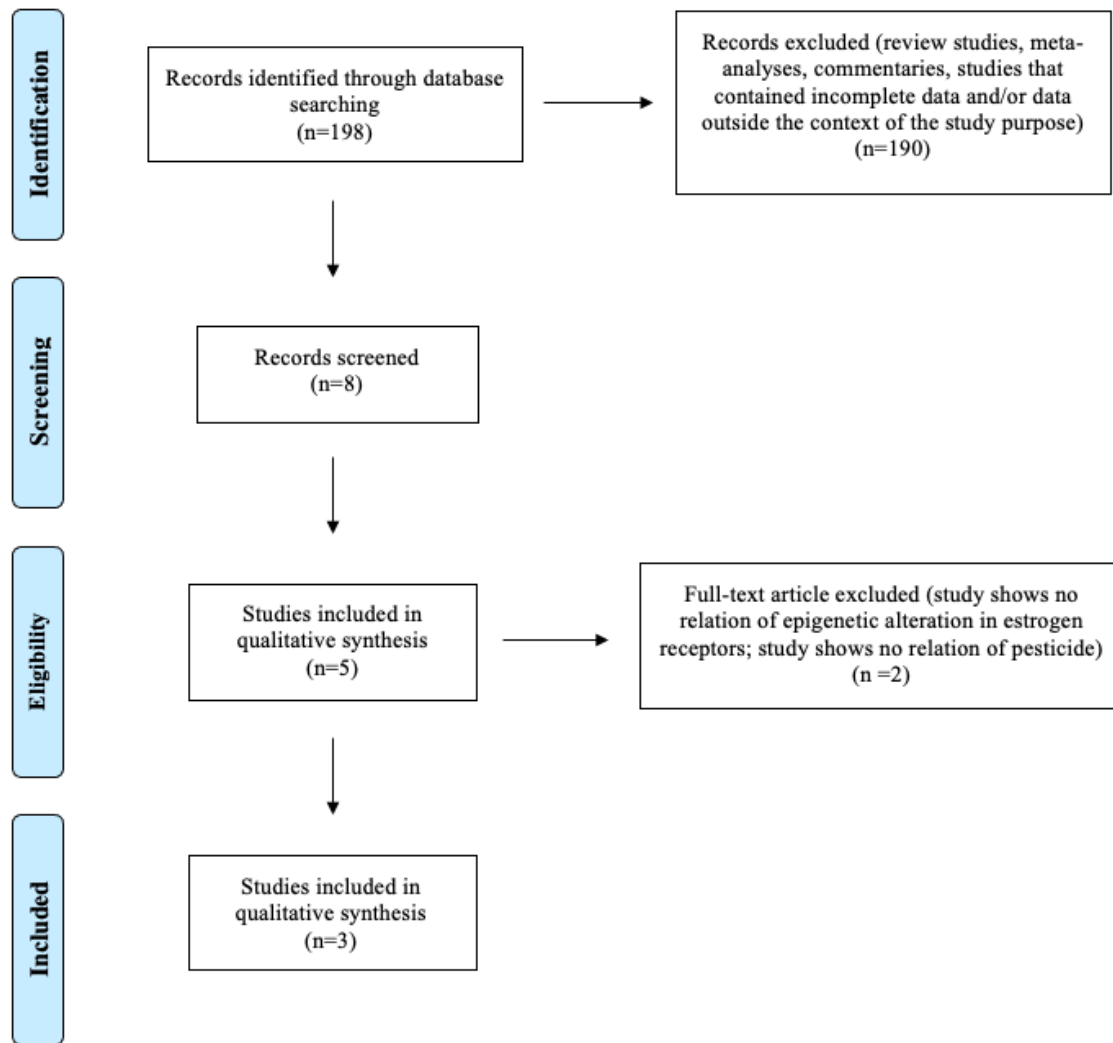 Identification
Records identified through database
searching
(n=198)
Records excluded (review studies, meta-
analyses, commentaries, studies that
contained incomplete data and/or data
outside the context of the study purpose)
(n=190)
Screening
Records screened
(n=8)
Eligibility
Studies included in
qualitative synthesis
(n=5)
Full-text article excluded (study shows no
relation of epigenetic alteration in estrogen
receptors; study shows no relation of pesticide)
(n =2)
Included
Studies included in
qualitative synthesis
(n=3)